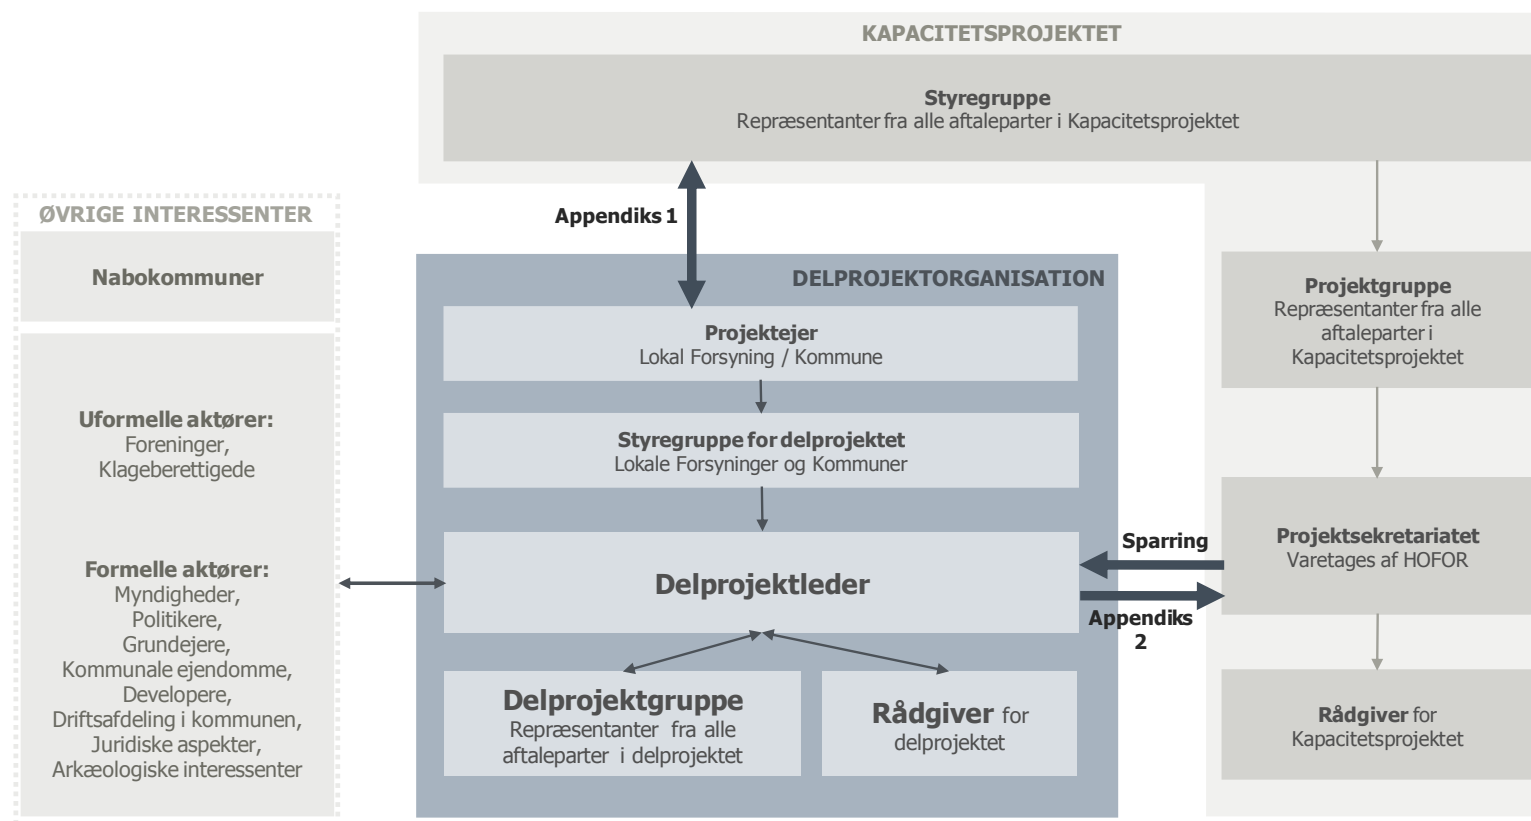 KAPACITETSPROJEKTET
Styregruppe
Repræsentanter fra alle aftaleparter i Kapacitetsprojektet
Appendiks 1
ØVRIGE INTERESSENTER
Nabokommuner
Uformelle aktører:
Foreninger,
Klageberettigede
Formelle aktører:
Myndigheder,
Politikere,
Grundejere,
Kommunale ejendomme,
Developere,
Driftsafdeling i kommunen,
Juridiske aspekter,
Arkæologiske interessenter
DELPROJEKTORGANISATION
Projektejer
Lokal Forsyning / Kommune
Styregruppe for delprojektet
Lokale Forsyninger og Kommuner
Delprojektleder
Delprojektgruppe
Repræsentanter fra alle
aftaleparter i delprojektet
Rådgiver for
delprojektet
Sparring
Appendiks
2
Projektgruppe
Repræsentanter fra alle
aftaleparter i
Kapacitetsprojektet
Projektsekretariatet
Varetages af HOFOR
Rådgiver for
Kapacitetsprojektet